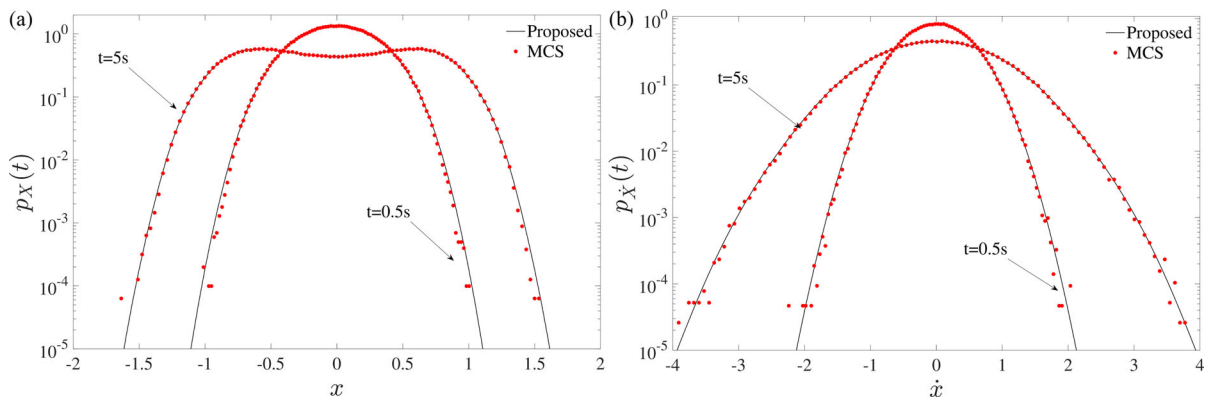 (a)
Proposed
MCS
t=5s
t=0.5s
10^0
10^-1
10^-2
10^-3
10^-4
10^-5
p_X(t)
-2 -1.5 -1 -0.5 0 0.5 1 1.5 2
x
(b)
Proposed
MCS
t=5s
t=0.5s
10^0
10^-1
10^-2
10^-3
10^-4
10^-5
p_Ẋ(t)
-4 -3 -2 -1 0 1 2 3 4
ẋ